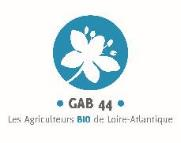 • GAB 44 •
Les Agriculteurs BIO de Loire-Atlantique